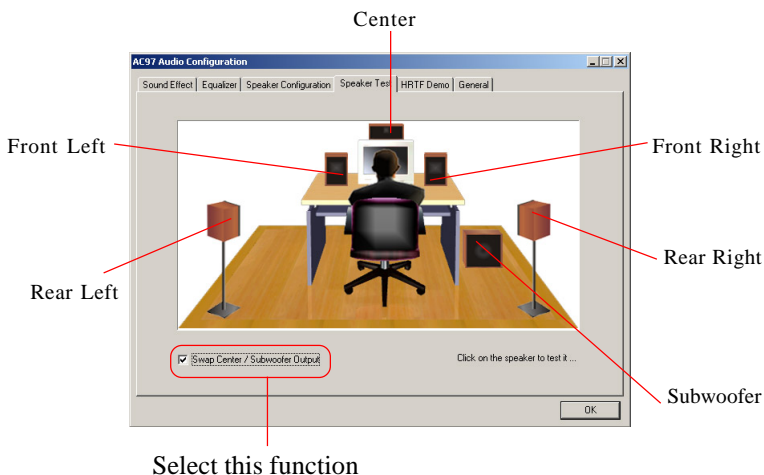 Center
AC97 Audio Configuration
Sound Effect Equalizer Speaker Configuration Speaker Test HRTF Demo General
Front Left
Front Right
Rear Left
Rear Right
Swap Center / Subwoofer Output
Click on the speaker to test it ...
Subwoofer
OK
Select this function